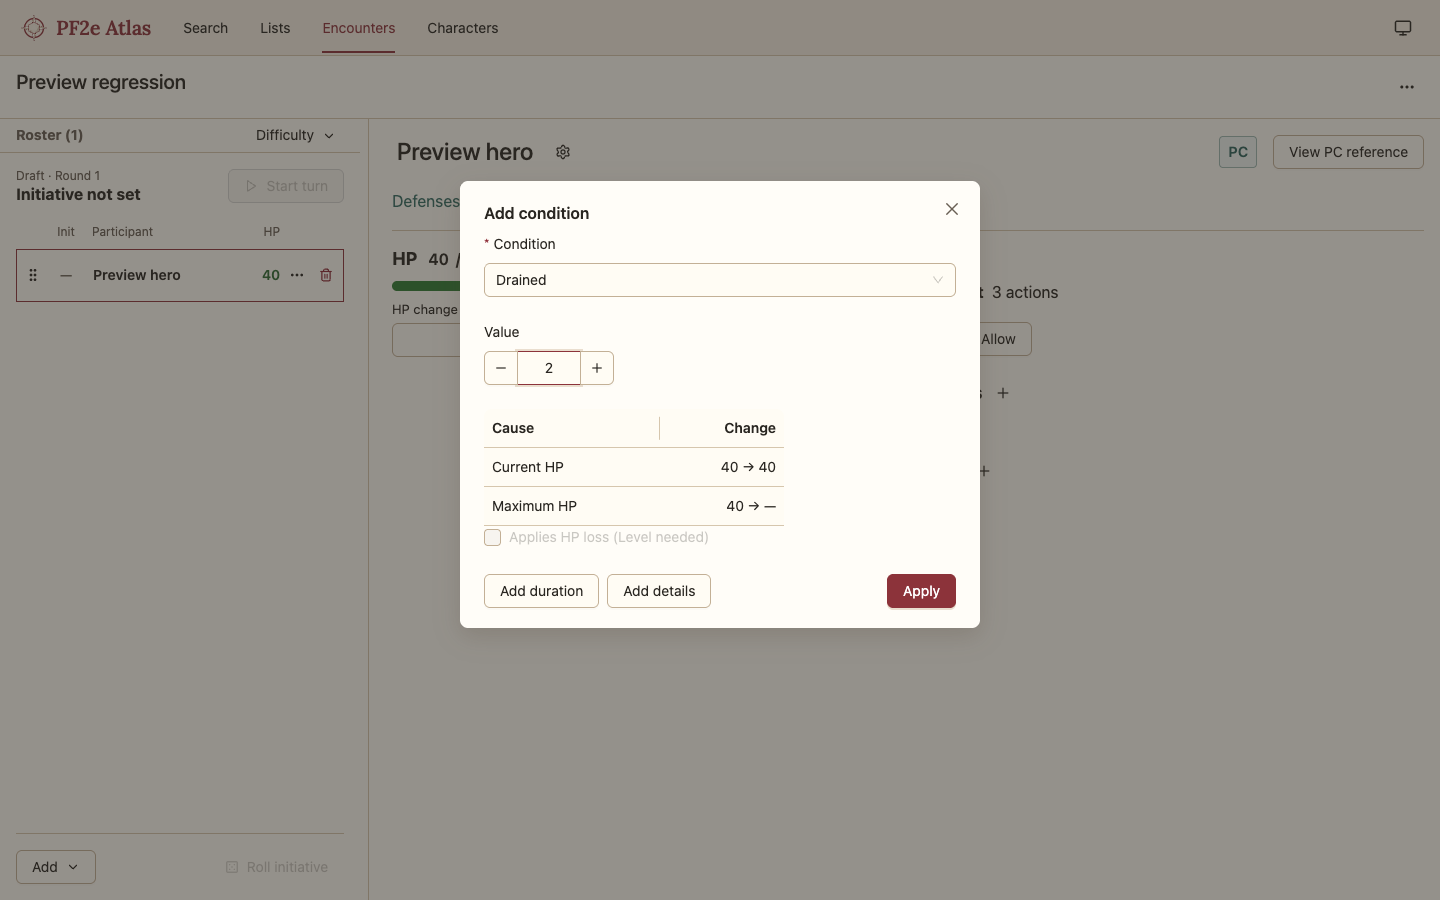 PF2e Atlas
Search
Lists
Encounters
Characters
Preview regression
Roster (1)
Difficulty
Draft · Round 1
Initiative not set
Start turn
Init
Participant
HP
—
Preview hero
40
Add
Roll initiative
Preview hero
PC
View PC reference
Defenses
HP 40 /
HP change
3 actions
Allow
Add condition
* Condition
Drained
Value
2
Cause
Change
Current HP
40 → 40
Maximum HP
40 → —
Applies HP loss (Level needed)
Add duration
Add details
Apply